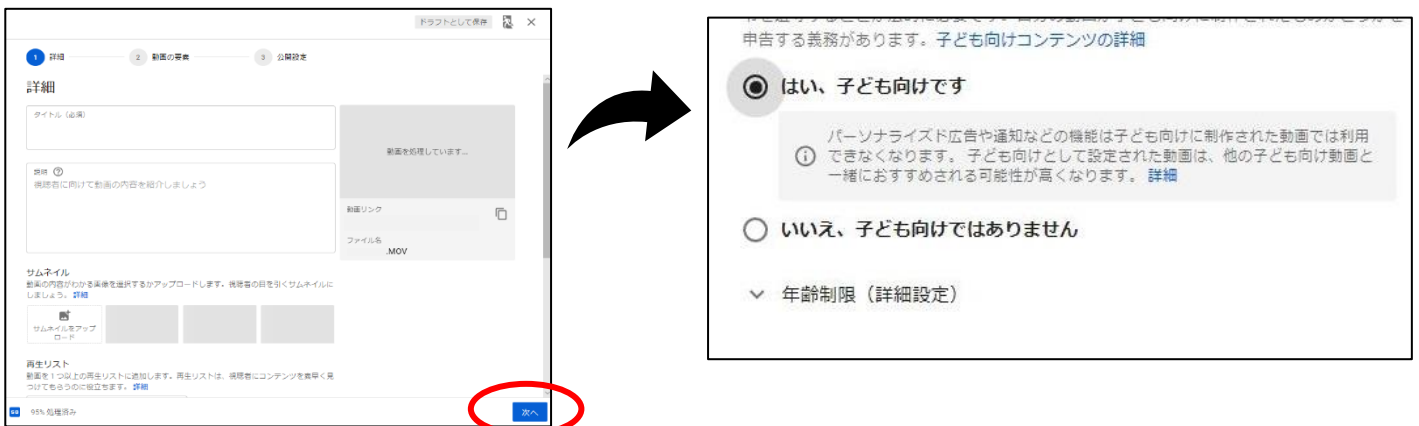 ドラフトとして保存
1 詳細
2 動画の要素
3 公開設定
詳細
タイトル（必須）
動画を処理しています...
説明
視聴者に向けて動画の内容を紹介しましょう
動画リンク
ファイル名
.MOV
サムネイル
動画の内容がわかる画像を選択するかアップロードします。視聴者の目を引くサムネイルに
しましょう。詳細
サムネイルをアップ
ロード
再生リスト
動画を 1 つ以上の再生リストに追加します。再生リストは、視聴者にコンテンツを素早く見
つけてもらうのに役立ちます。詳細
SD
95% 処理済み
次へ
申告する義務があります。子ども向けコンテンツの詳細
はい、子ども向けです
パーソナライズド広告や通知などの機能は子ども向けに制作された動画では利用
できなくなります。 子ども向けとして設定された動画は、他の子ども向け動画と
一緒におすすめされる可能性が高くなります。 詳細
いいえ、子ども向けではありません
年齢制限（詳細設定）